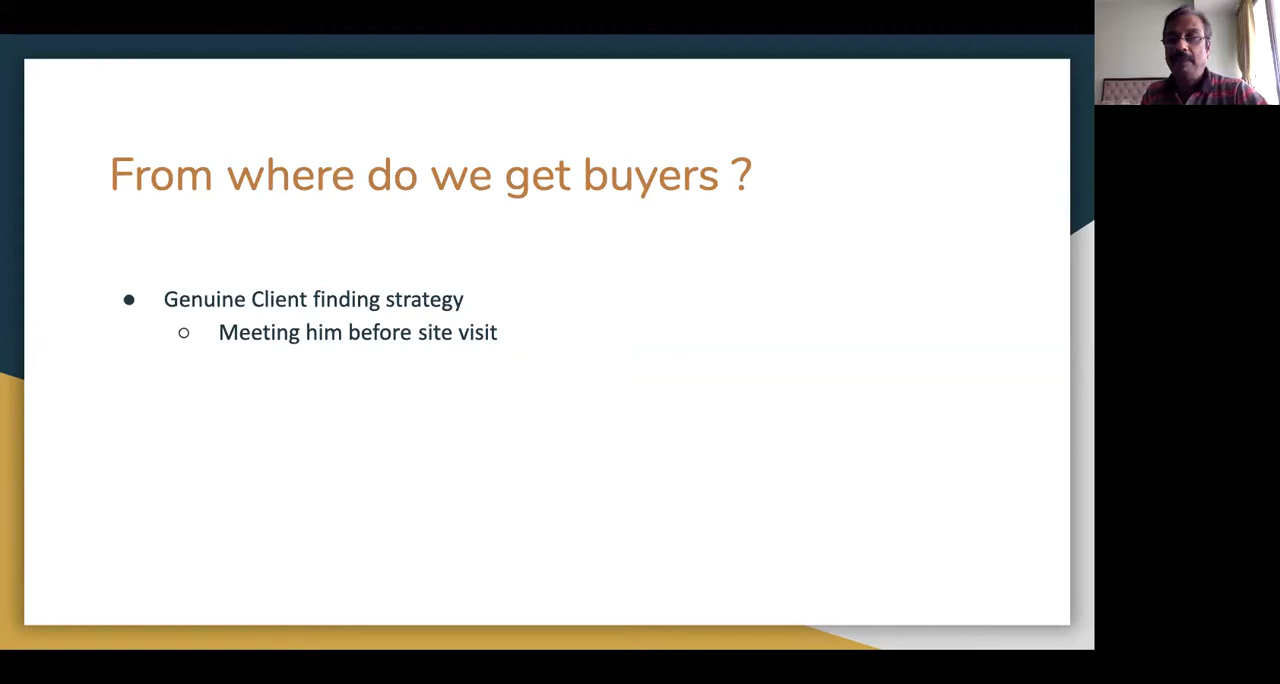 From where do we get buyers ?
● Genuine Client finding strategy
○ Meeting him before site visit